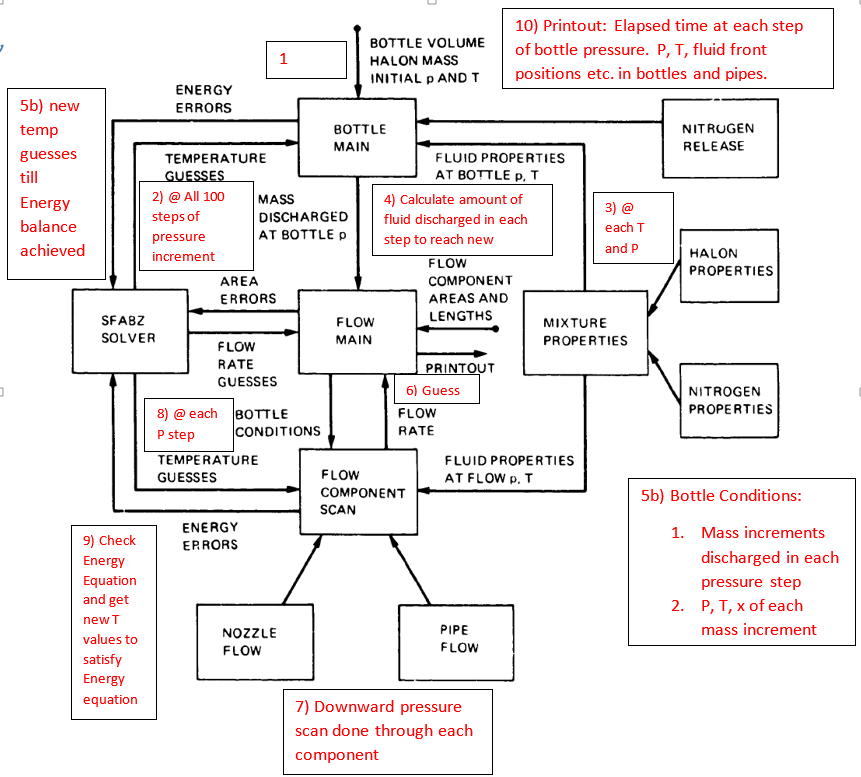 10) Printout: Elapsed time at each step
of bottle pressure. P, T, fluid front
positions etc. in bottles and pipes.
1
BOTTLE VOLUME
HALON MASS
INITIAL p AND T
ENERGY
ERRORS
5b) new
temp
guesses
till
Energy
balance
achieved
BOTTLE
MAIN
NITROGEN
RELEASE
TEMPERATURE
GUESSES
FLUID PROPERTIES
AT BOTTLE p, T
2) @ All 100
steps of
pressure
increment
MASS
DISCHARGED
AT BOTTLE p
4) Calculate amount of
fluid discharged in each
step to reach new
3) @
each T
and P
HALON
PROPERTIES
AREA
ERRORS
FLOW
COMPONENT
AREAS AND
LENGTHS
SFABZ
SOLVER
FLOW
MAIN
MIXTURE
PROPERTIES
FLOW
RATE
GUESSES
PRINTOUT
6) Guess
NITROGEN
PROPERTIES
8) @ each
P step
BOTTLE
CONDITIONS
FLOW
RATE
TEMPERATURE
GUESSES
FLOW
COMPONENT
SCAN
FLUID PROPERTIES
AT FLOW p, T
ENERGY
ERRORS
5b) Bottle Conditions:
1. Mass increments
discharged in each
pressure step
2. P, T, x of each
mass increment
9) Check
Energy
Equation
and get
new T
values to
satisfy
Energy
equation
NOZZLE
FLOW
PIPE
FLOW
7) Downward pressure
scan done through each
component